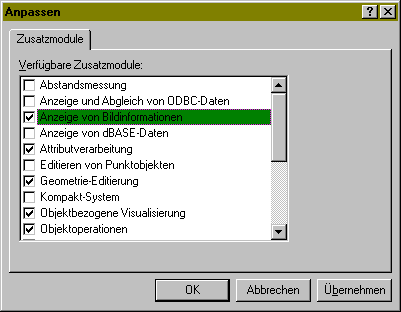 Anpassen
Zusatzmodule
Verfügbare Zusatzmodule:
Abstandsmessung
Anzeige und Abgleich von ODBC-Daten
Anzeige von Bildinformationen
Anzeige von dBASE-Daten
Attributverarbeitung
Editieren von Punktobjekten
Geometrie-Editierung
Kompakt-System
Objektbezogene Visualisierung
Objektoperationen
OK Abbrechen Übernehmen